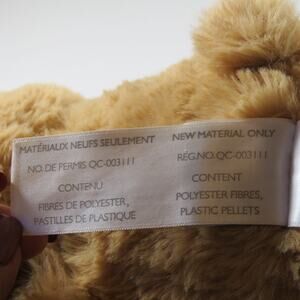 MATÉRIAUX NEUFS SEULEMENT
NO. DE PERMIS QC-003111
CONTENU
FIBRES DE POLYESTER,
PASTILLES DE PLASTIQUE
NEW MATERIAL ONLY
REG. NO. QC-003111
CONTENT
POLYESTER FIBRES,
PLASTIC PELLETS